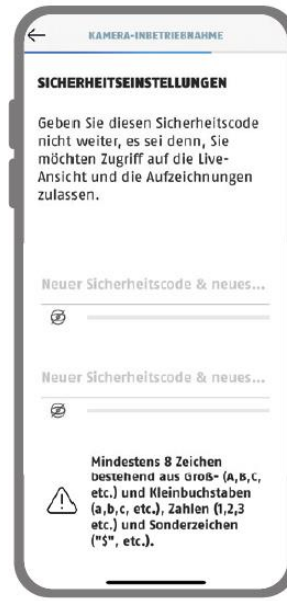 KAMERA-INBETRIEBNAHME
SICHERHEITSEINSTELLUNGEN
Geben Sie diesen Sicherheitscode
nicht weiter, es sei denn, Sie
möchten Zugriff auf die Live-
Ansicht und die Aufzeichnungen
zulassen.
Neuer Sicherheitscode & neues...
Neuer Sicherheitscode & neues...
Mindestens 8 Zeichen
bestehend aus Groß- (A,B,C,
etc.) und Kleinbuchstaben
(a,b,c, etc.), Zahlen (1,2,3
etc.) und Sonderzeichen
("$", etc.).